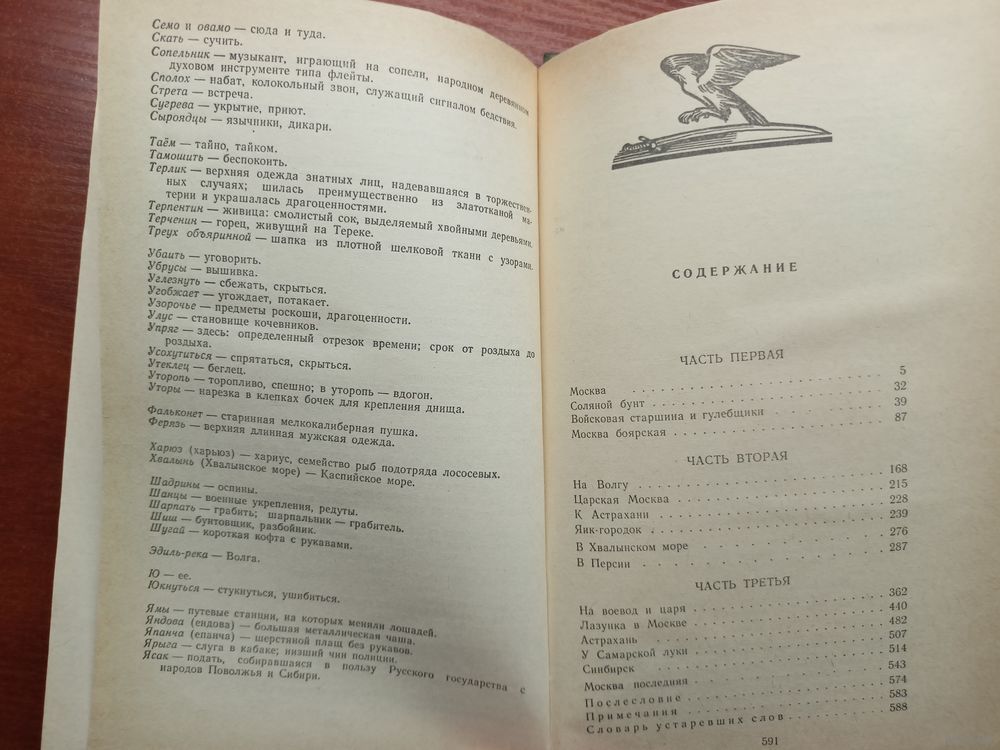 Семо и овамо — сюда и туда.
Скать — сучить.
Сопельник — музыкант, играющий на сопели, народном деревянном
духовом инструменте типа флейты.
Сполох — набат, колокольный звон, служащий сигналом бедствия.
Стрета — встреча.
Сугрева — укрытие, приют.
Сыроядцы — язычники, дикари.
Таём — тайно, тайком.
Тамошить — беспокоить.
Терлик — верхняя одежда знатных лиц, надевавшаяся в торжествен-
ных случаях; шилась преимущественно из златотканой ма-
терии и украшалась драгоценностями.
Терпентин — живица: смолистый сок, выделяемый хвойными деревьями.
Терченин — горец, живущий на Тереке.
Треух объяринной — шапка из плотной шелковой ткани с узорами.
Убаить — уговорить.
Убрусы — вышивка.
Углезнуть — сбежать, скрыться.
Угобжает — угождает, потакает.
Узорочье — предметы роскоши, драгоценности.
Улус — становище кочевников.
Упряг — здесь: определенный отрезок времени; срок от роздыха до
роздыха.
Усохутиться — спрятаться, скрыться.
Утеклец — беглец.
Уторопь — торопливо, спешно; в уторопь — вдогон.
Уторы — нарезка в клепках бочек для крепления днища.
Фальконет — старинная мелкокалиберная пушка.
Ферязь — верхняя длинная мужская одежда.
Харюз (харьюз) — хариус, семейство рыб подотряда лососевых.
Хвалынь (Хвалынское море) — Каспийское море.
Шадрины — оспины.
Шанцы — военные укрепления, редуты.
Шарпать — грабить; шарпальник — грабитель.
Шиш — бунтовщик, разбойник.
Шугай — короткая кофта с рукавами.
Эдиль-река — Волга.
Ю — ее.
Юкнуться — стукнуться, ушибиться.
Ямы — путевые станции, на которых меняли лошадей.
Яндова (ендова) — большая металлическая чаша.
Япанча (епанча) — шерстяной плащ без рукавов.
Ярыга — слуга в кабаке; низший чин полиции.
Ясак — подать, собиравшаяся в пользу Русского государства с
народов Поволжья и Сибири.
СОДЕРЖАНИЕ
ЧАСТЬ ПЕРВАЯ
Москва . . . . . . . . . . . . . . . 5
Соляной бунт . . . . . . . . . . . . 32
Войсковая старшина и гулебщики . . . . . . 39
Москва боярская . . . . . . . . . . . 87
ЧАСТЬ ВТОРАЯ
На Волгу . . . . . . . . . . . . . . 168
Царская Москва . . . . . . . . . . . 215
К Астрахани . . . . . . . . . . . . . 228
Яик-городок . . . . . . . . . . . . . 239
В Хвалынском море . . . . . . . . . . 276
В Персии . . . . . . . . . . . . . . 287
ЧАСТЬ ТРЕТЬЯ
На воевод и царя . . . . . . . . . . . 362
Лазунка в Москве . . . . . . . . . . . 440
Астрахань . . . . . . . . . . . . . . 482
У Самарской луки . . . . . . . . . . . 507
Синбирск . . . . . . . . . . . . . . 514
Москва последняя . . . . . . . . . . . 543
Послесловие . . . . . . . . . . . . . 574
Примечания . . . . . . . . . . . . . 583
Словарь устаревших слов . . . . . . . . 588
591